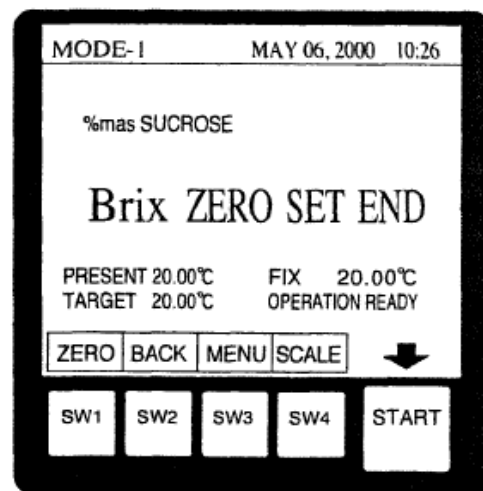 MODE-1 MAY 06, 2000 10:26
%mas SUCROSE
Brix ZERO SET END
PRESENT 20.00℃ FIX 20.00℃
TARGET 20.00℃ OPERATION READY
ZERO BACK MENU SCALE
SW1 SW2 SW3 SW4 START